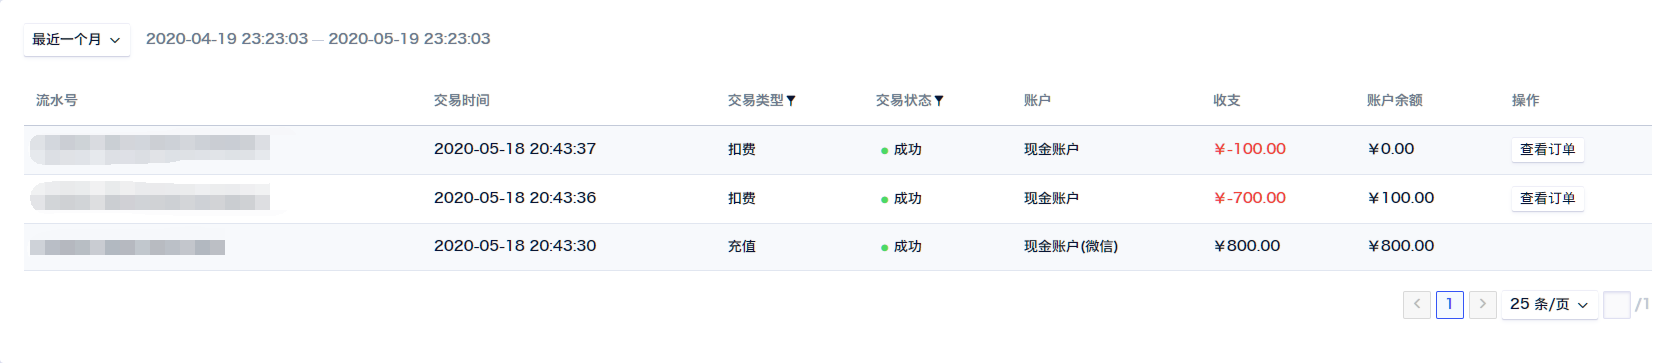 最近一个月 2020-04-19 23:23:03 — 2020-05-19 23:23:03
流水号 交易时间 交易类型 交易状态 账户 收支 账户余额 操作
2020-05-18 20:43:37 扣费 成功 现金账户 ¥-100.00 ¥0.00 查看订单
2020-05-18 20:43:36 扣费 成功 现金账户 ¥-700.00 ¥100.00 查看订单
2020-05-18 20:43:30 充值 成功 现金账户(微信) ¥800.00 ¥800.00
1 25 条/页 /1